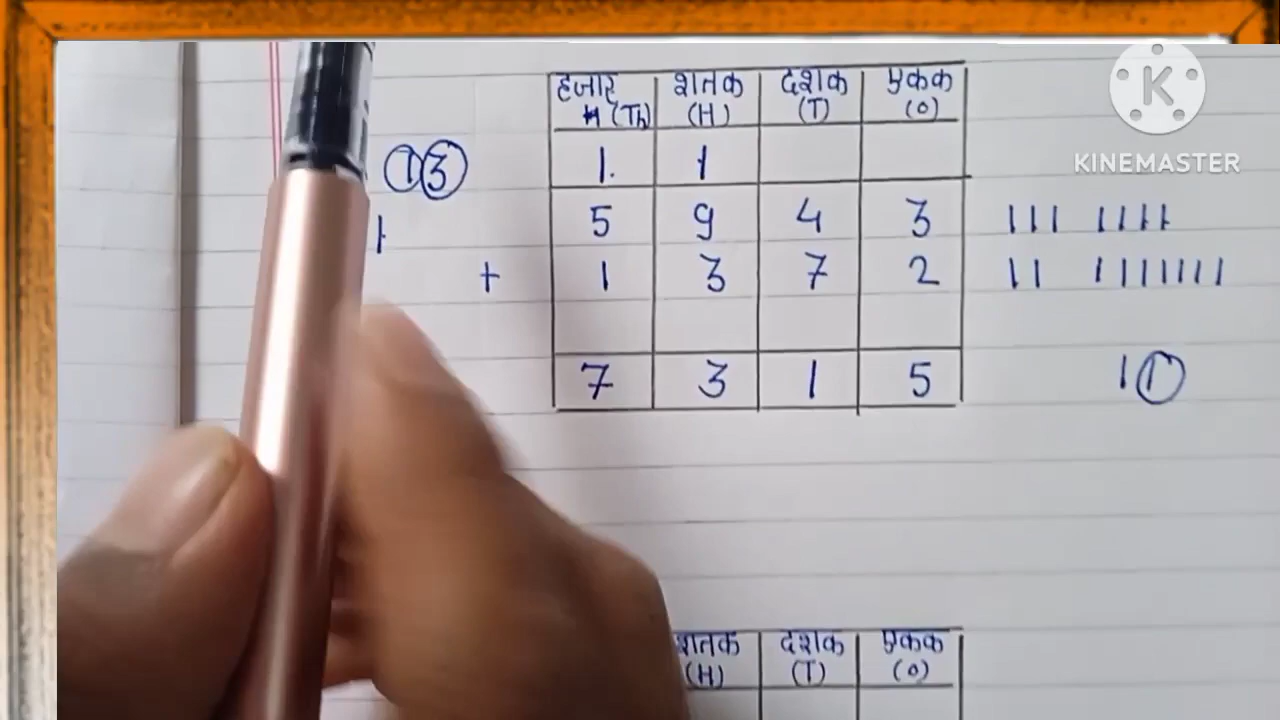 हजार शतक दशक एकक
(Th) (H) (T) (O)
K
KINEMASTER
13 1. 1
5 9 4 3 ||| ||||
+ 1 3 7 2 || |||||||
7 3 1 5 11
शतक दशक एकक
(H) (T) (O)